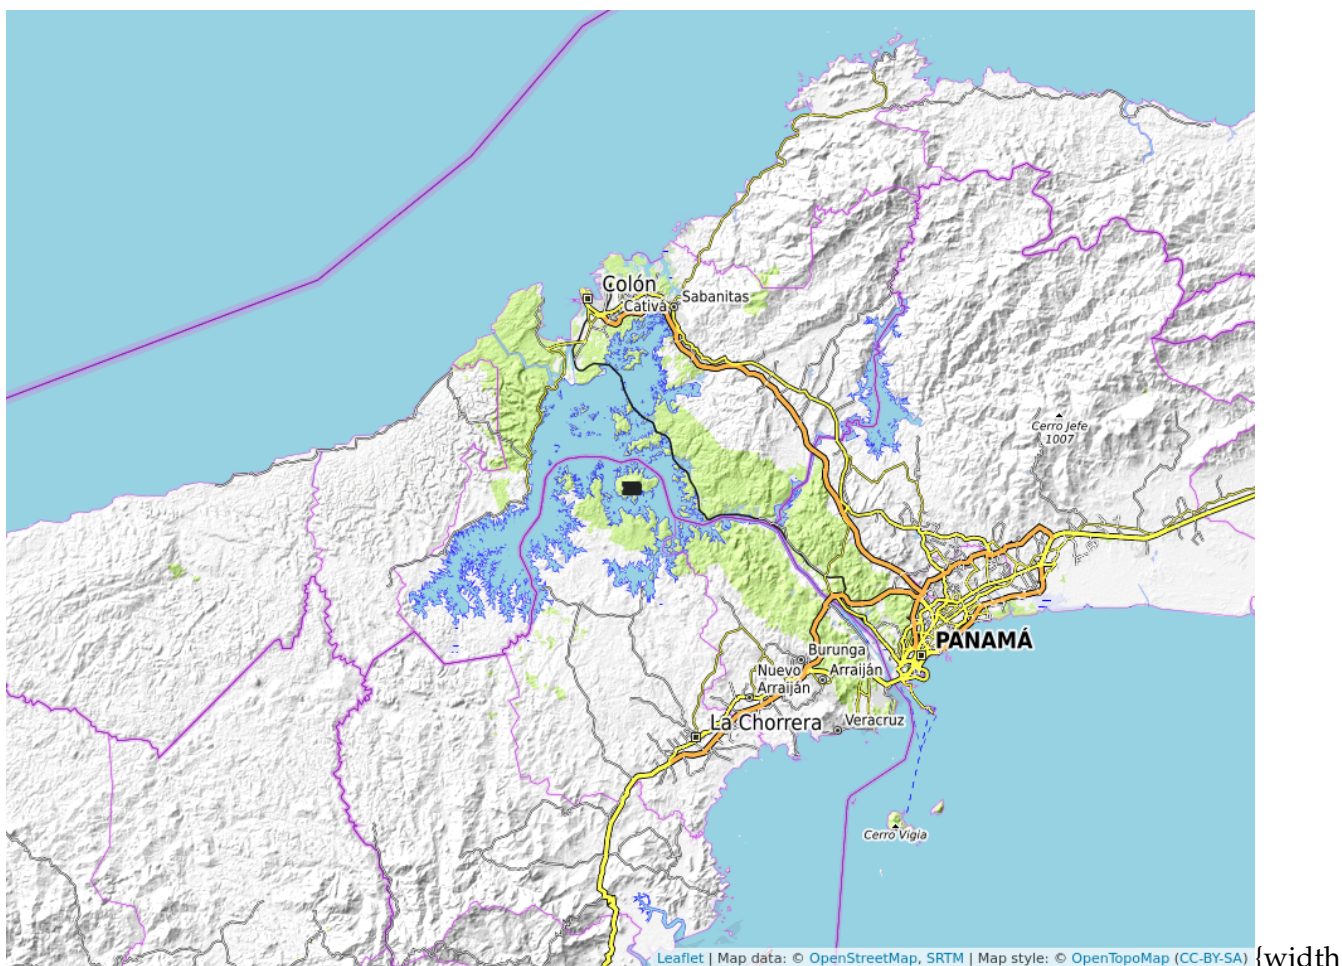 Colón
Cativá
Sabanitas
Cerro Jefe
1007
PANAMÁ
Burunga
Nuevo
Arraiján
Arraiján
La Chorrera
Veracruz
Cerro Vigia
Leaflet | Map data: © OpenStreetMap, SRTM | Map style: © OpenTopoMap (CC-BY-SA)
{width